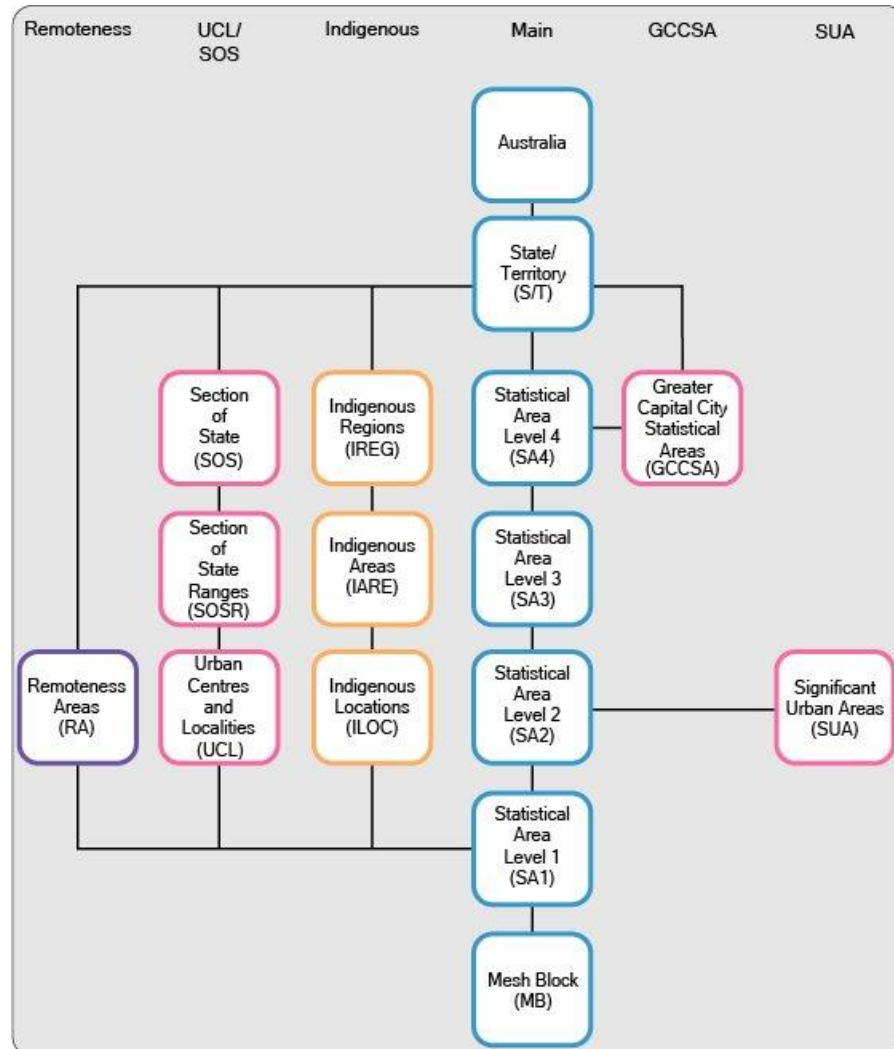 Remoteness
UCL/
SOS
Indigenous
Main
GCCSA
SUA
Australia
State/
Territory
(S/T)
Section
of
State
(SOS)
Indigenous
Regions
(IREG)
Statistical
Area
Level 4
(SA4)
Greater
Capital City
Statistical
Areas
(GCCSA)
Section
of
State
Ranges
(SOSR)
Indigenous
Areas
(IARE)
Statistical
Area
Level 3
(SA3)
Remoteness
Areas
(RA)
Urban
Centres
and
Localities
(UCL)
Indigenous
Locations
(ILOC)
Statistical
Area
Level 2
(SA2)
Significant
Urban Areas
(SUA)
Statistical
Area
Level 1
(SA1)
Mesh Block
(MB)